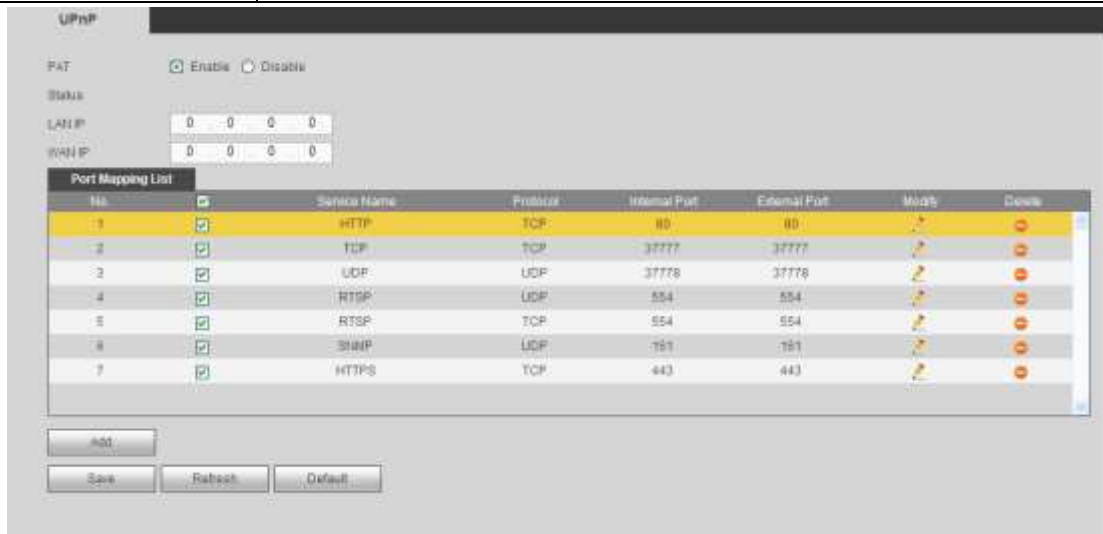 UPnP
PAT Enable Disable
Status
LAN IP 0 0 0 0
WAN IP 0 0 0 0
Port Mapping List
No. Service Name Protocol Internal Port External Port Modify Delete
1 HTTP TCP 80 80
2 TCP TCP 37777 37777
3 UDP UDP 37778 37778
4 RTSP UDP 554 554
5 RTSP TCP 554 554
6 SNMP UDP 161 161
7 HTTPS TCP 443 443
Add
Save Refresh Default